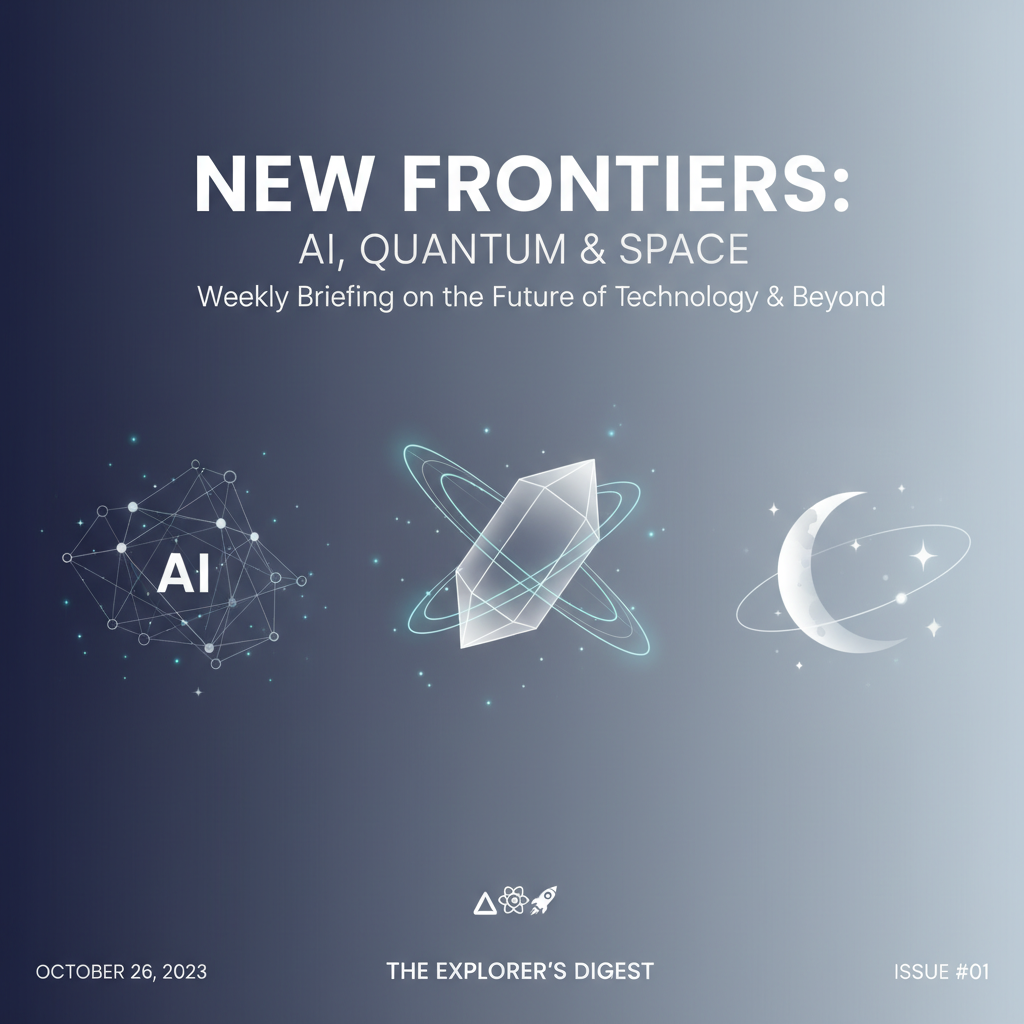 NEW FRONTIERS:
AI, QUANTUM & SPACE
Weekly Briefing on the Future of Technology & Beyond
AI
OCTOBER 26, 2023
THE EXPLORER'S DIGEST
ISSUE #01